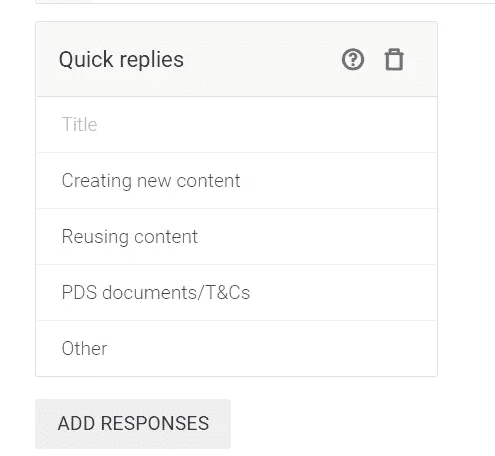 Quick replies
Title
Creating new content
Reusing content
PDS documents/T&Cs
Other
ADD RESPONSES